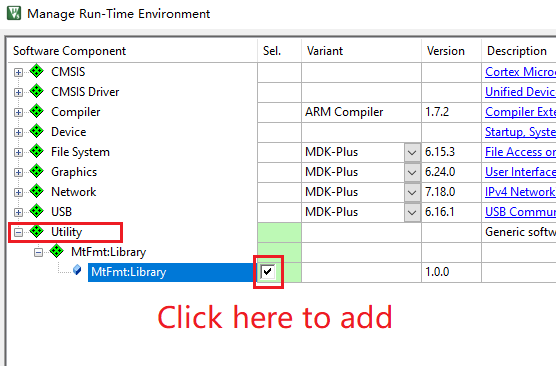 Manage Run-Time Environment
Software Component Sel. Variant Version Description
CMSIS Cortex Microc
CMSIS Driver Unified Devic
Compiler ARM Compiler 1.7.2 Compiler Exte
Device Startup, Syste
File System MDK-Plus 6.15.3 File Access on
Graphics MDK-Plus 6.24.0 User Interface
Network MDK-Plus 7.18.0 IPv4 Network
USB MDK-Plus 6.16.1 USB Commun
Utility Generic softw
MtFmt:Library
MtFmt:Library 1.0.0
Click here to add